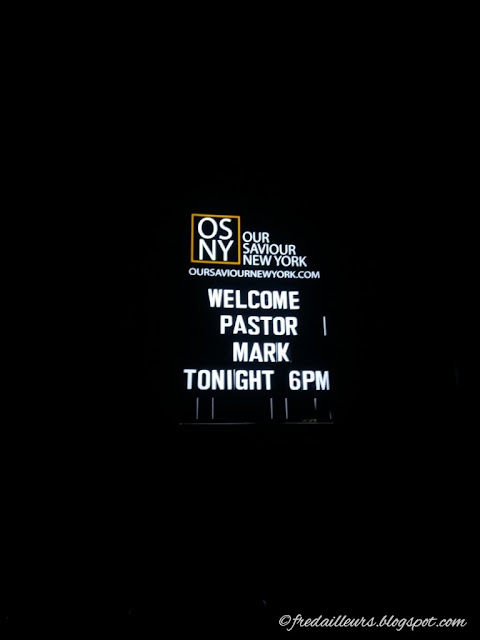 OS
NY
OUR
SAVIOUR
NEW YORK
OURSAVIOURNEWYORK.COM
WELCOME
PASTOR
MARK
TONIGHT 6PM
©fredailleurs.blogspot.com